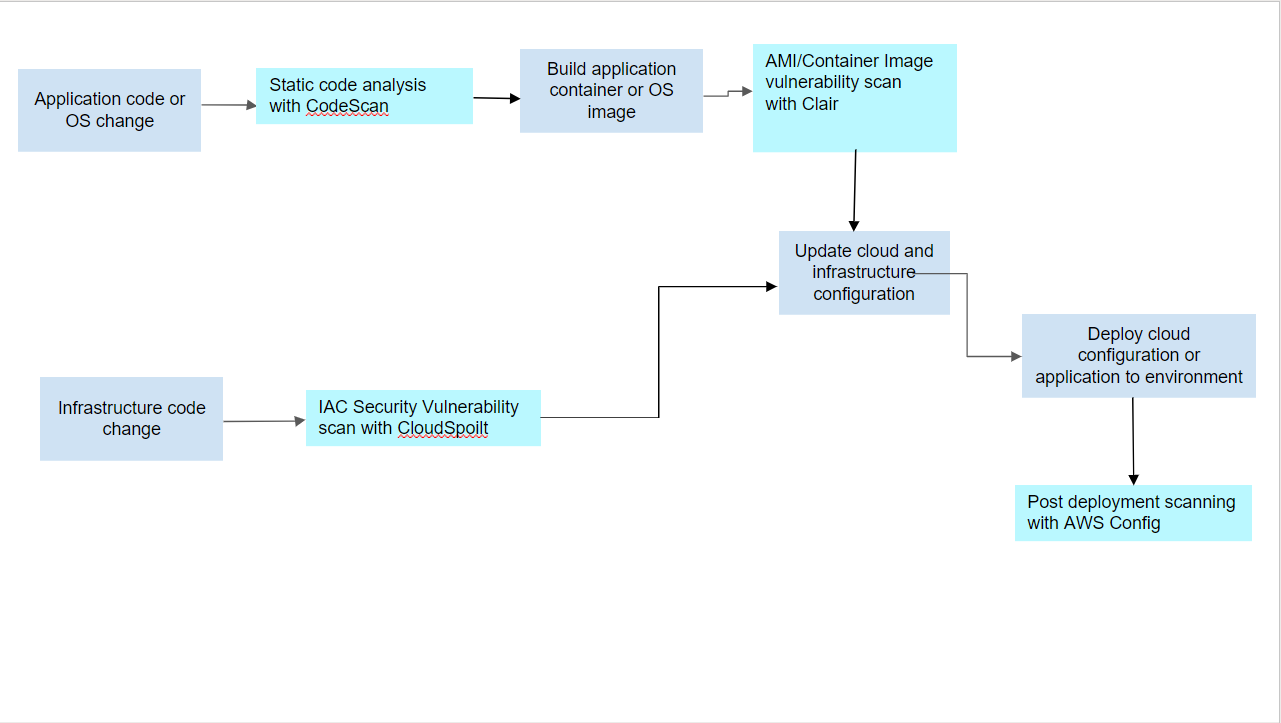 Application code or
OS change
Static code analysis
with CodeScan
Build application
container or OS
image
AMI/Container Image
vulnerability scan
with Clair
Update cloud and
infrastructure
configuration
Deploy cloud
configuration or
application to environment
Infrastructure code
change
IAC Security Vulnerability
scan with CloudSpoilt
Post deployment scanning
with AWS Config